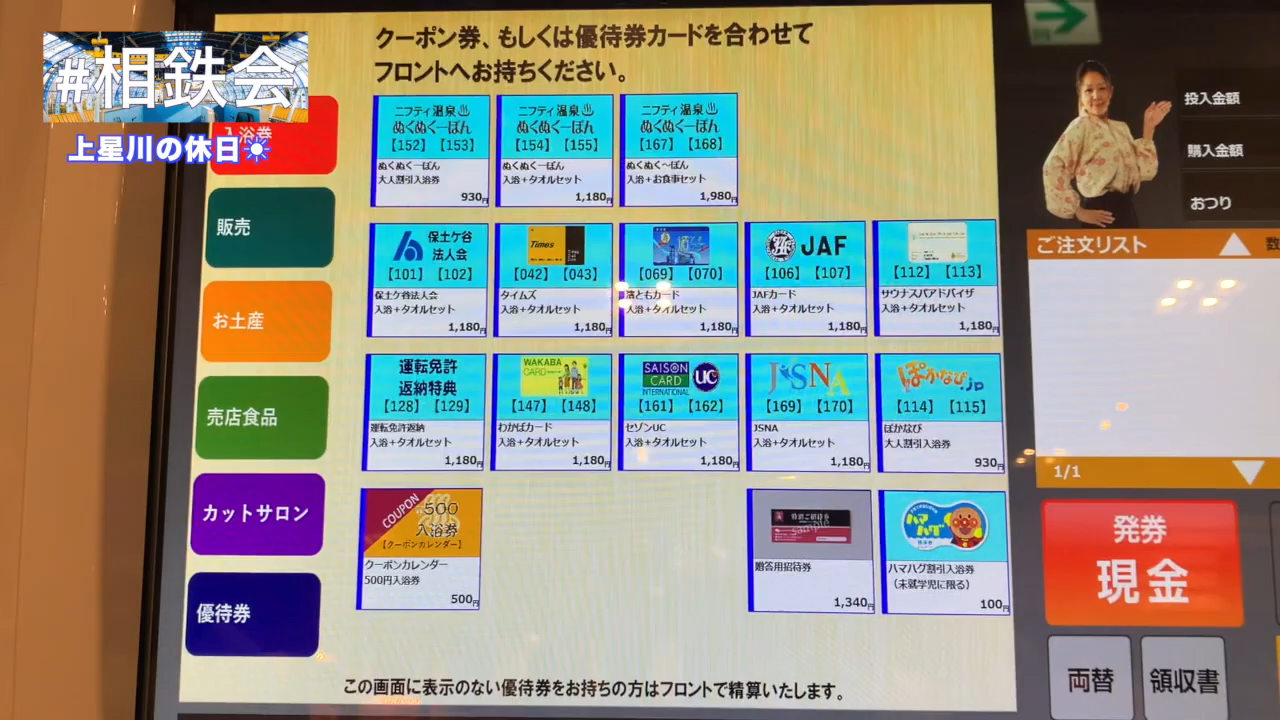 #相鉄会
上星川の休日☀
クーポン券、もしくは優待券カードを合わせて
フロントへお持ちください。
入浴券
販売
お土産
売店食品
カットサロン
優待券
ニフティ温泉♨
ぬくぬくーぽん
【152】【153】
ぬくぬくーぽん
大人割引入浴券
930円
ニフティ温泉♨
ぬくぬくーぽん
【154】【155】
ぬくぬくーぽん
入浴+タオルセット
1,180円
ニフティ温泉♨
ぬくぬくーぽん
【167】【168】
ぬくぬく〜ぽん
入浴+お食事セット
1,980円
保土ケ谷
法人会
【101】【102】
保土ケ谷法人会
入浴+タオルセット
1,180円
Times
【042】【043】
タイムズ
入浴+タオルセット
1,180円
【069】【070】
濱ともカード
入浴+タオルセット
1,180円
JAF
【106】【107】
JAFカード
入浴+タオルセット
1,180円
【112】【113】
サウナスパアドバイザ
入浴+タオルセット
1,180円
運転免許
返納特典
【128】【129】
運転免許返納
入浴+タオルセット
1,180円
WAKABA
CARD
【147】【148】
わかばカード
入浴+タオルセット
1,180円
SAISON
CARD
INTERNATIONAL
UC
【161】【162】
セゾンUC
入浴+タオルセット
1,180円
JSNA
【169】【170】
JSNA
入浴+タオルセット
1,180円
ぽかなびjp
【114】【115】
ぽかなび
大人割引入浴券
930円
COUPON
500
入浴券
【クーポンカレンダー】
クーポンカレンダー
500円入浴券
500円
特別ご招待券
sample
贈答用招待券
1,340円
ハマハグ
ハマハグ割引入浴券
（未就学児に限る）
100円
この画面に表示のない優待券をお持ちの方はフロントで精算いたします。
投入金額
購入金額
おつり
ご注文リスト
数
1/1
発券
現金
両替
領収書